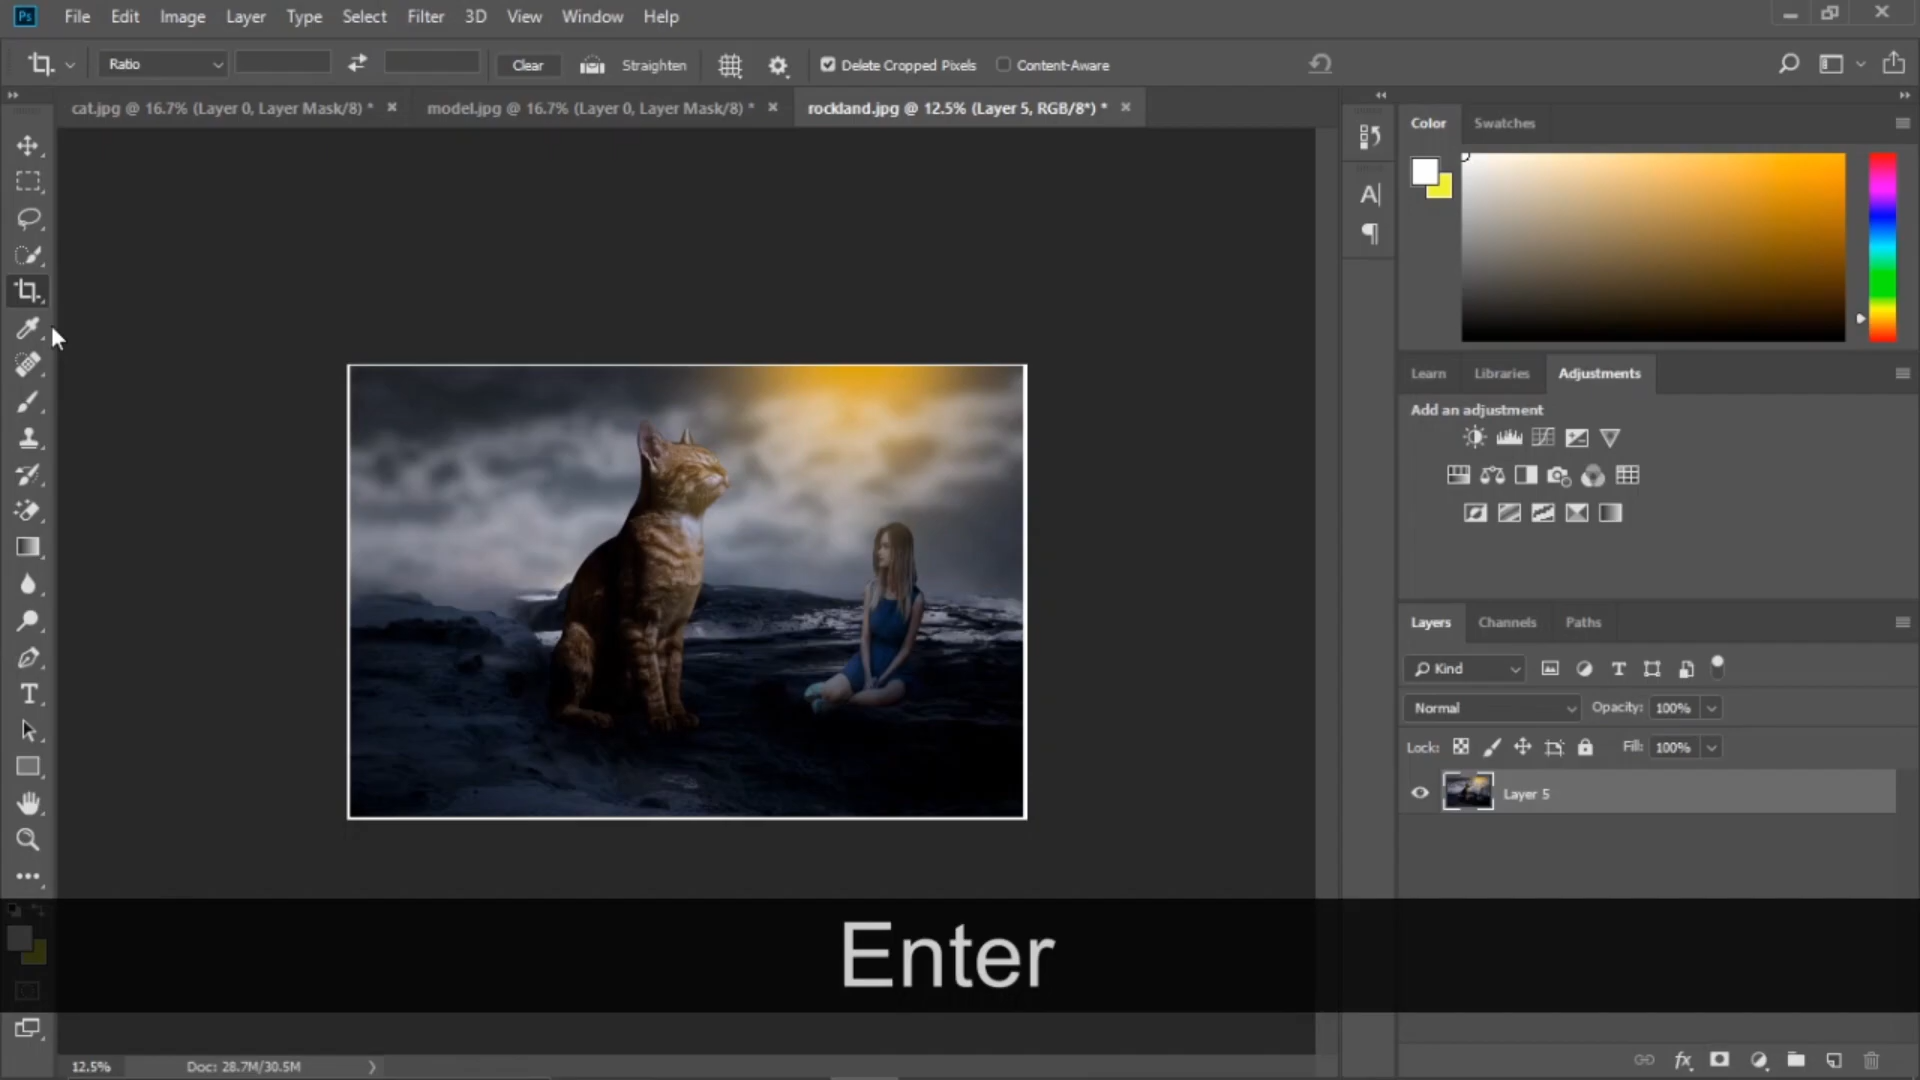 Ps File Edit Image Layer Type Select Filter 3D View Window Help
Ratio Clear Straighten Delete Cropped Pixels Content-Aware
cat.jpg @ 16.7% (Layer 0, Layer Mask/8) * model.jpg @ 16.7% (Layer 0, Layer Mask/8) * rockland.jpg @ 12.5% (Layer 5, RGB/8*) *
Color Swatches
Learn Libraries Adjustments
Add an adjustment
Layers Channels Paths
Kind
Normal Opacity: 100%
Lock: Fill: 100%
Layer 5
Enter
12.5% Doc: 28.7M/30.5M